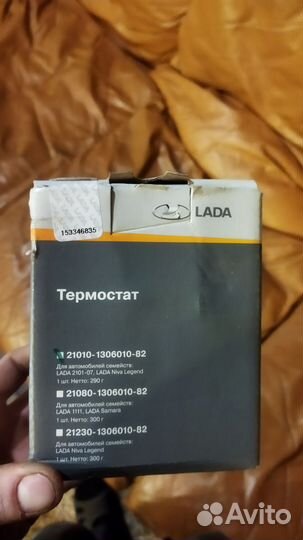 LADA
153346835
Термостат
21010-1306010-82
Для автомобилей семейств:
LADA 2101-07, LADA Niva Legend
1 шт. Нетто: 290 г
21080-1306010-82
Для автомобилей семейств:
LADA 1111, LADA Samara
1 шт. Нетто: 300 г
21230-1306010-82
Для автомобилей семейств:
LADA Niva Legend
1 шт. Нетто: 300 г
Avito